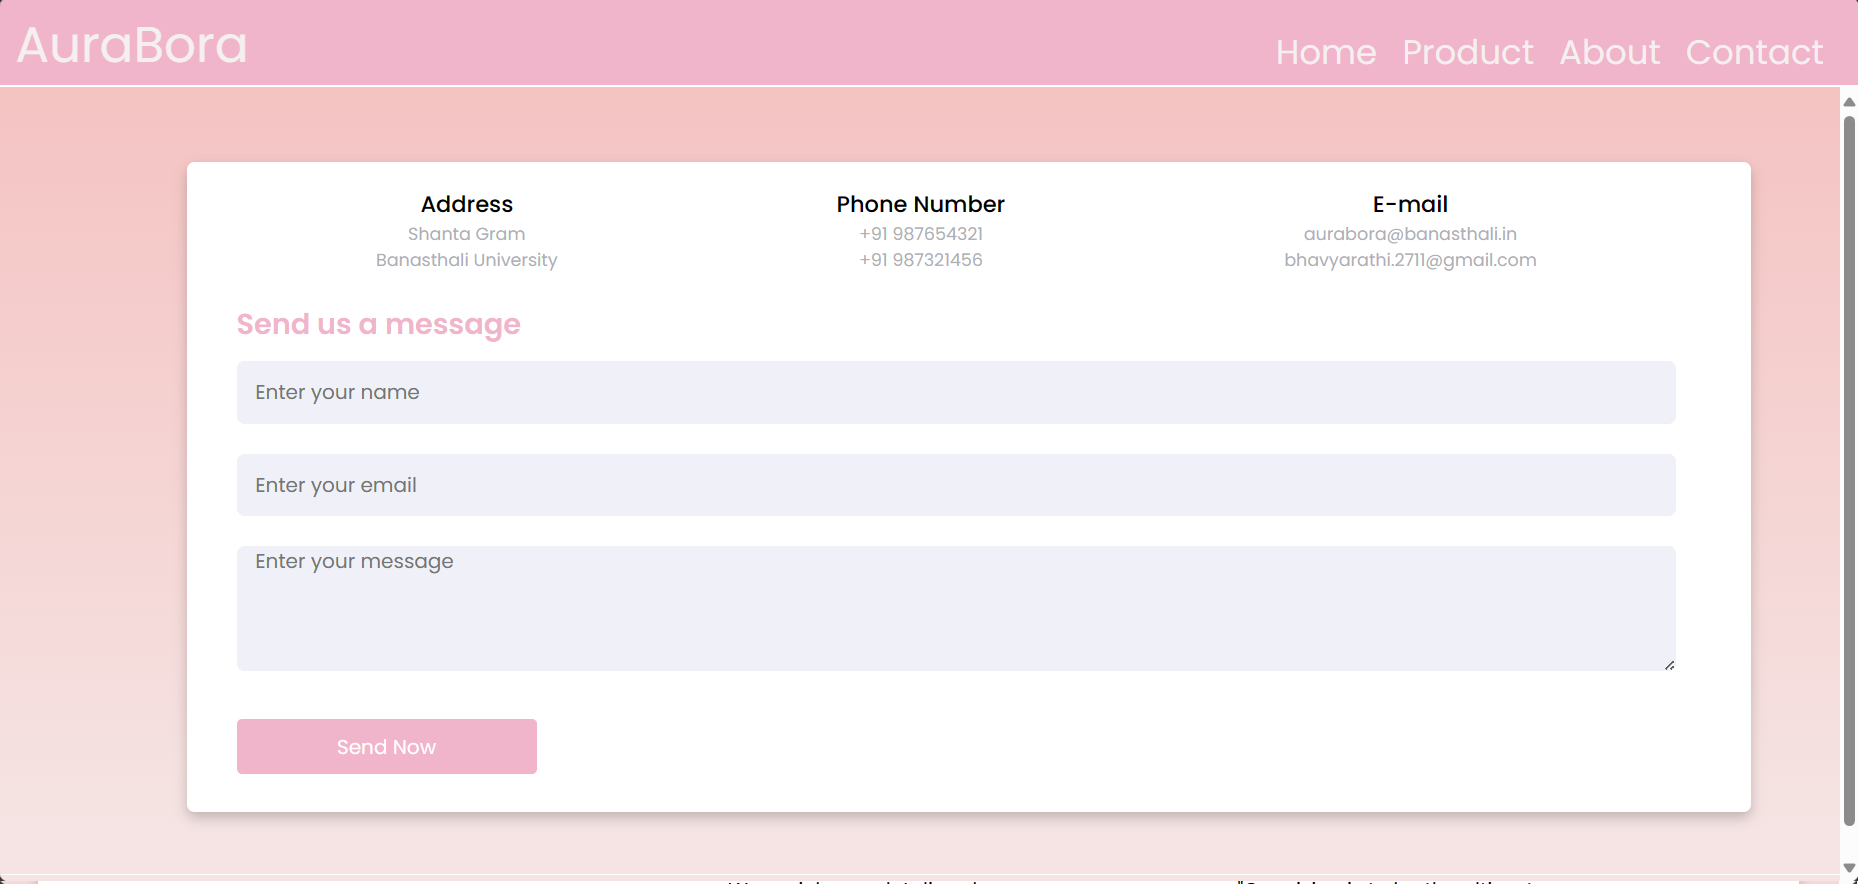 AuraBora
Home Product About Contact
Address
Shanta Gram
Banasthali University
Phone Number
+91 987654321
+91 987321456
E-mail
aurabora@banasthali.in
bhavyarathi.2711@gmail.com
Send us a message
Enter your name
Enter your email
Enter your message
Send Now